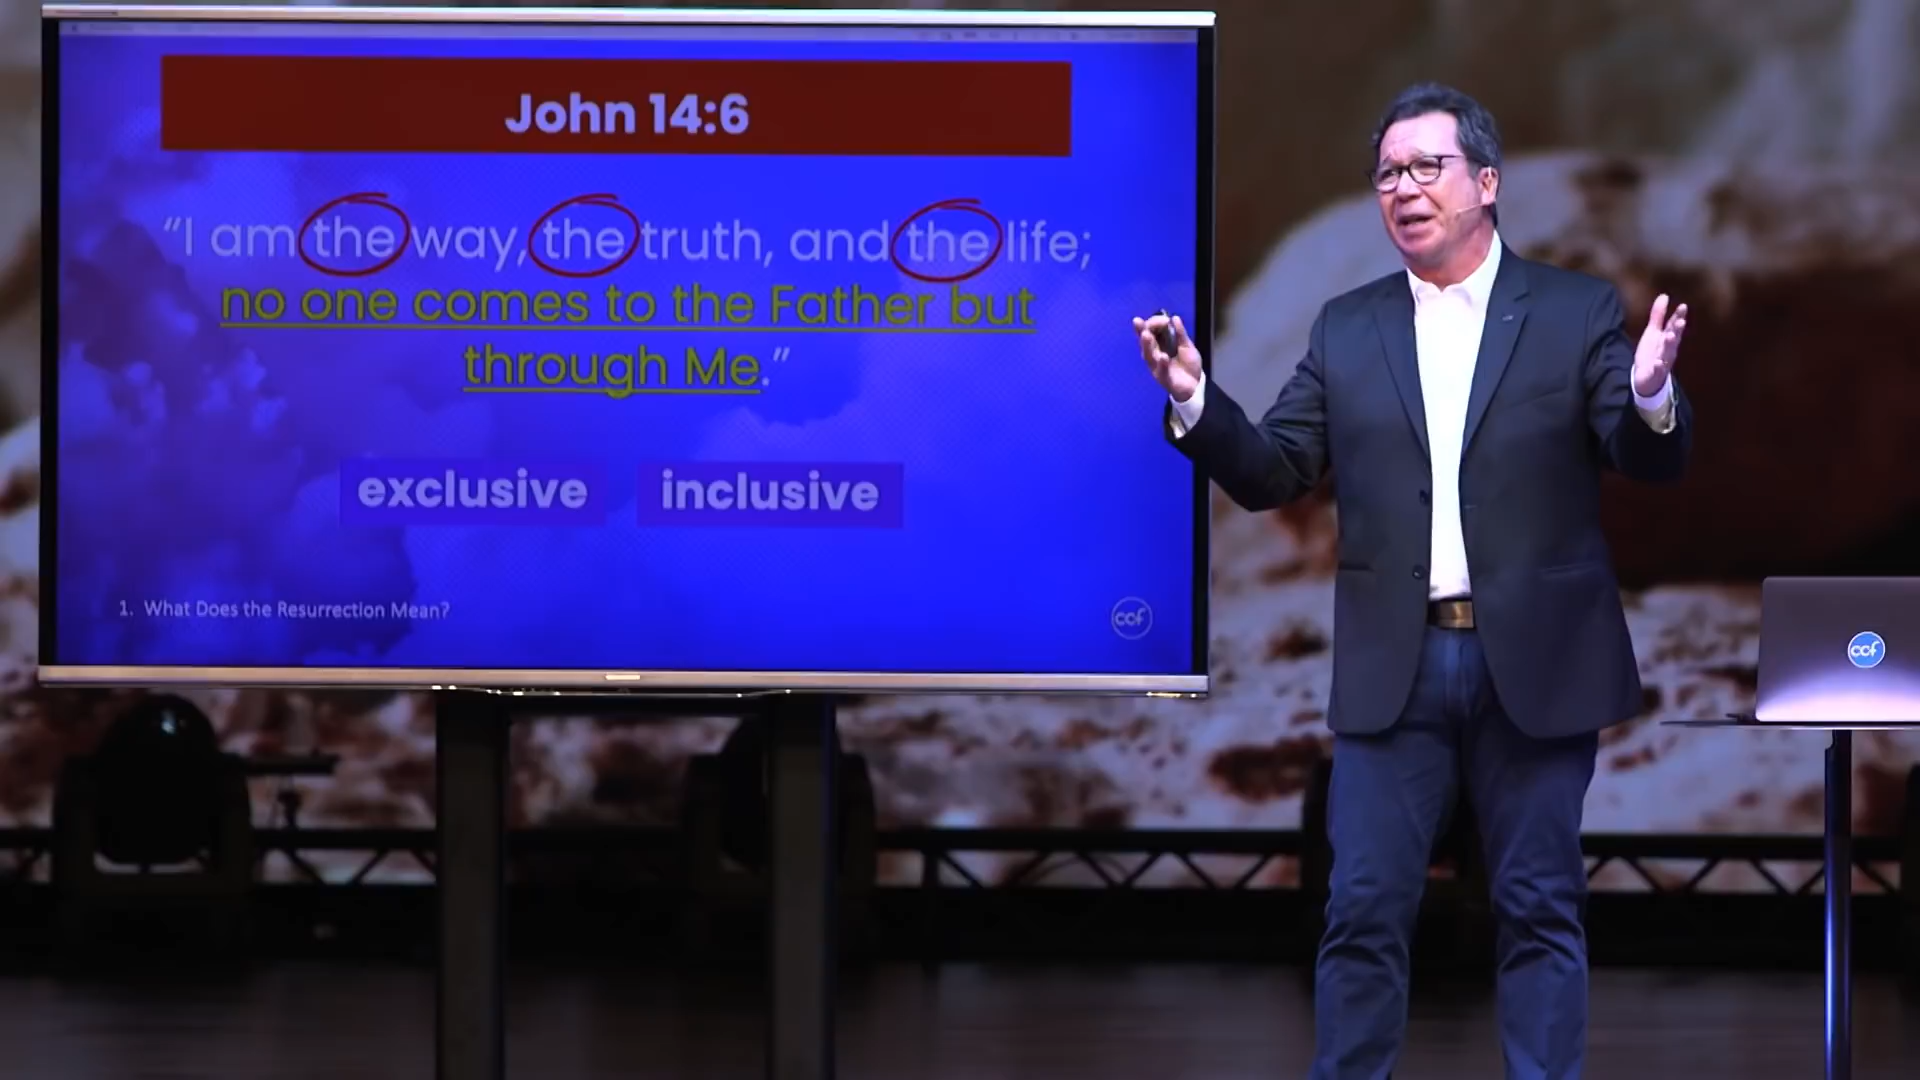 John 14:6
“I am the way, the truth, and the life;
no one comes to the Father but
through Me.”
exclusive inclusive
1. What Does the Resurrection Mean?
ccf
ccf